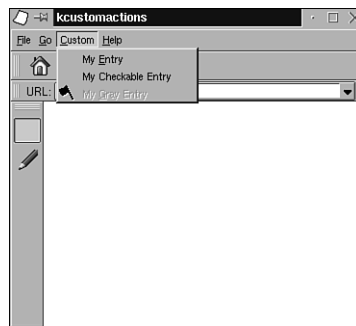 kcustomactions
File Go Custom Help
My Entry
My Checkable Entry
My Gray Entry
URL: